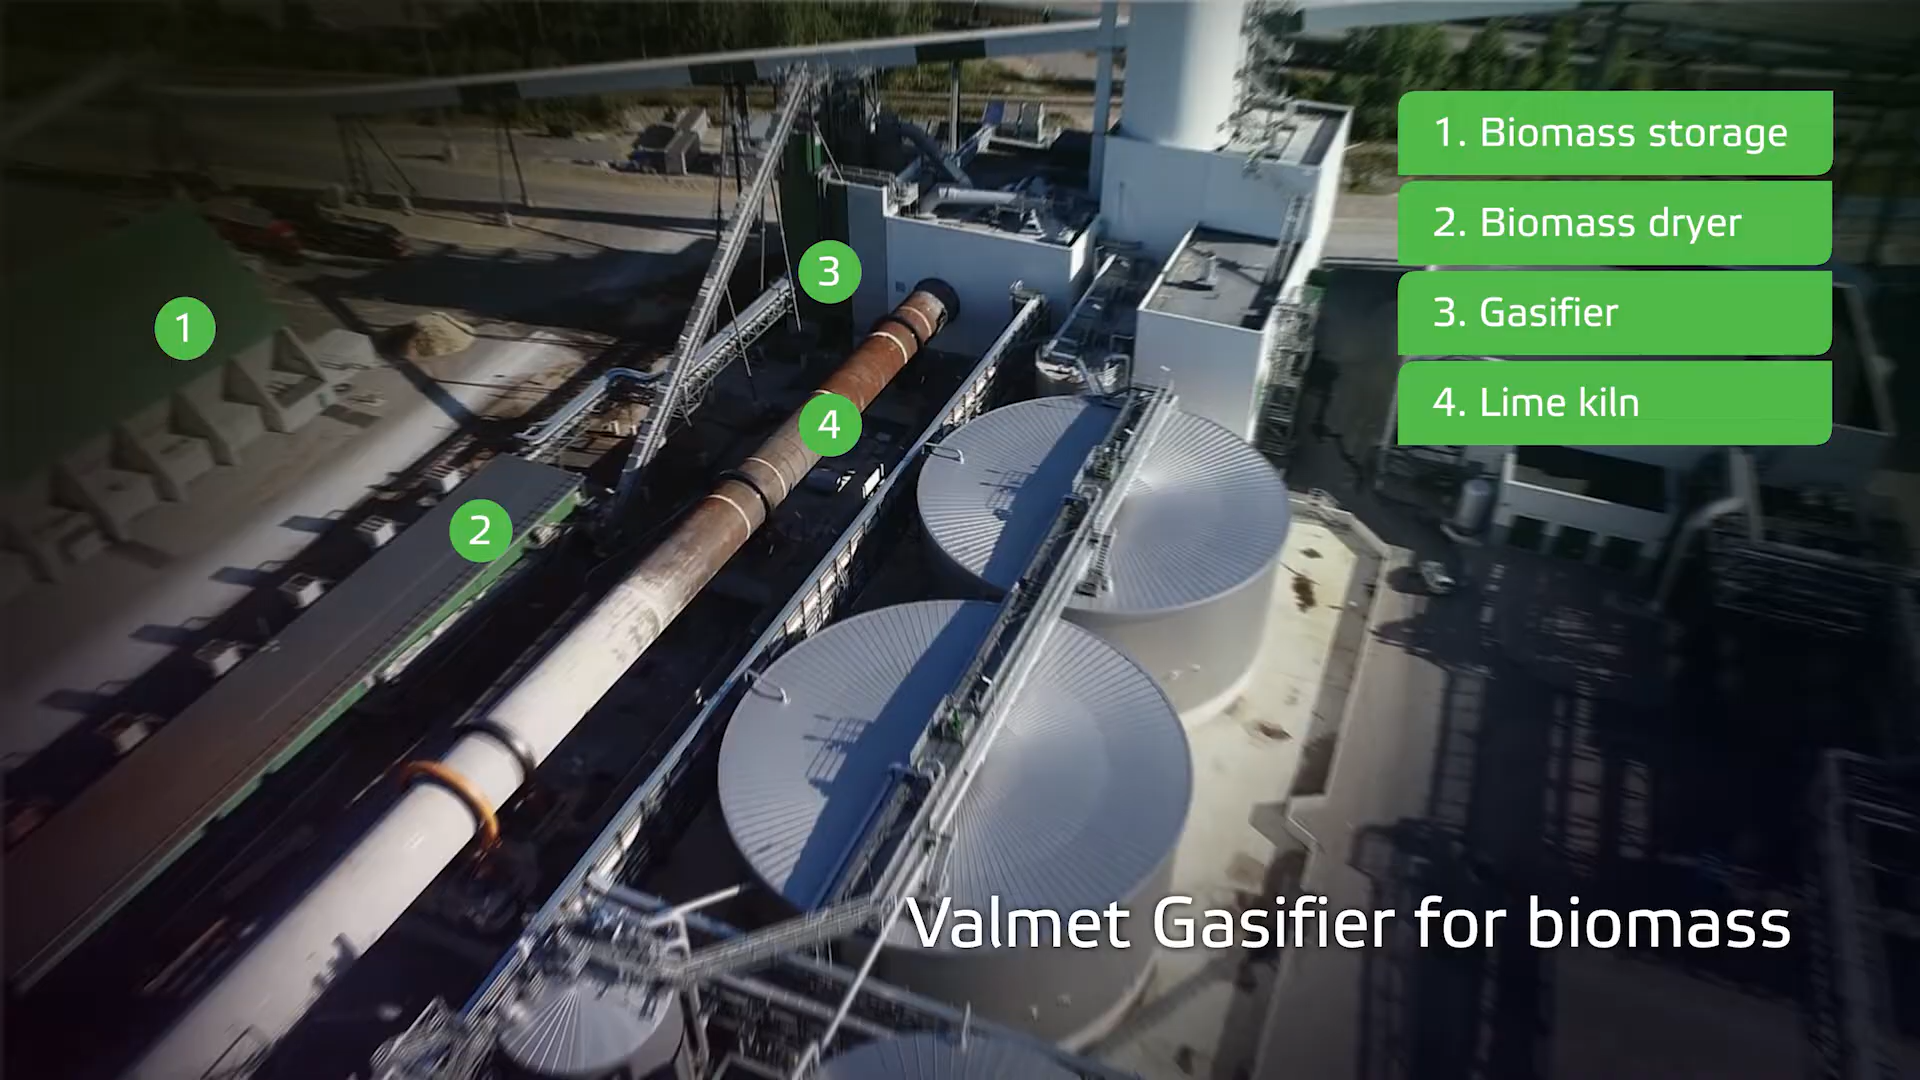 1. Biomass storage
2. Biomass dryer
3. Gasifier
4. Lime kiln
3
1
4
2
Valmet Gasifier for biomass